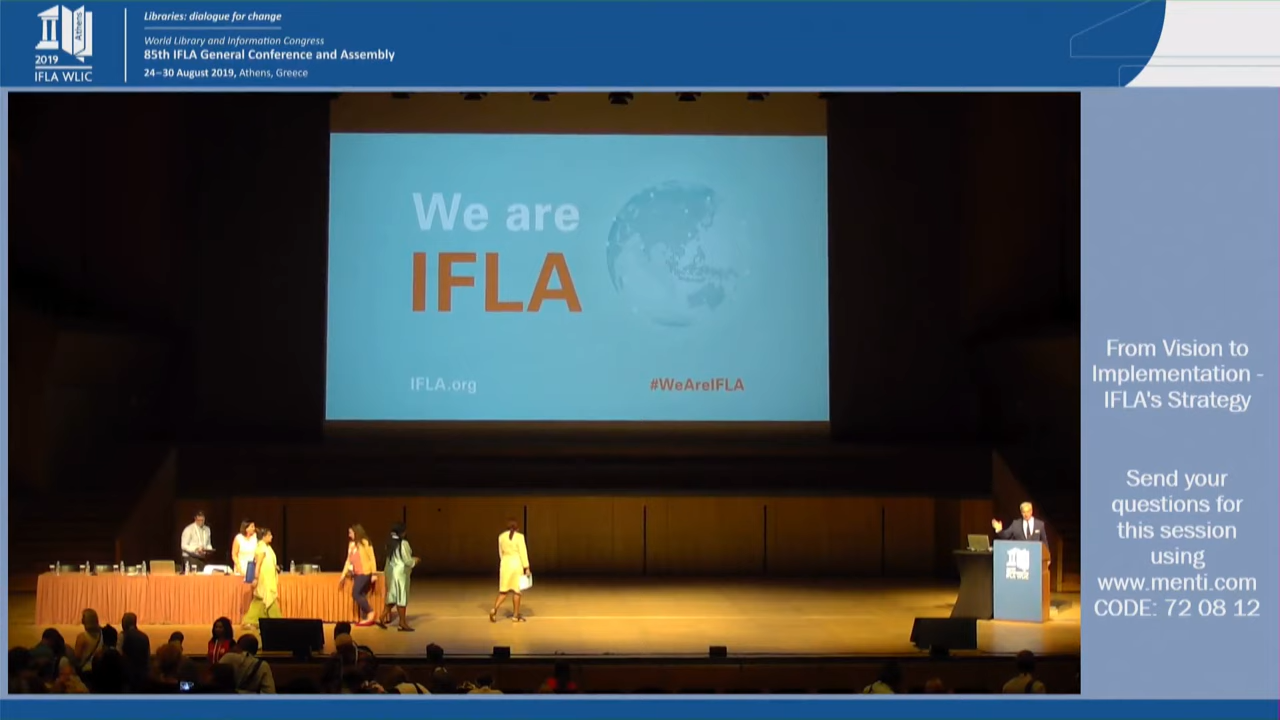 Athens
2019
IFLA WLIC
Libraries: dialogue for change
World Library and Information Congress
85th IFLA General Conference and Assembly
24–30 August 2019, Athens, Greece
We are
IFLA
IFLA.org
#WeAreIFLA
From Vision to
Implementation -
IFLA's Strategy
Send your
questions for
this session
using
www.menti.com
CODE: 72 08 12